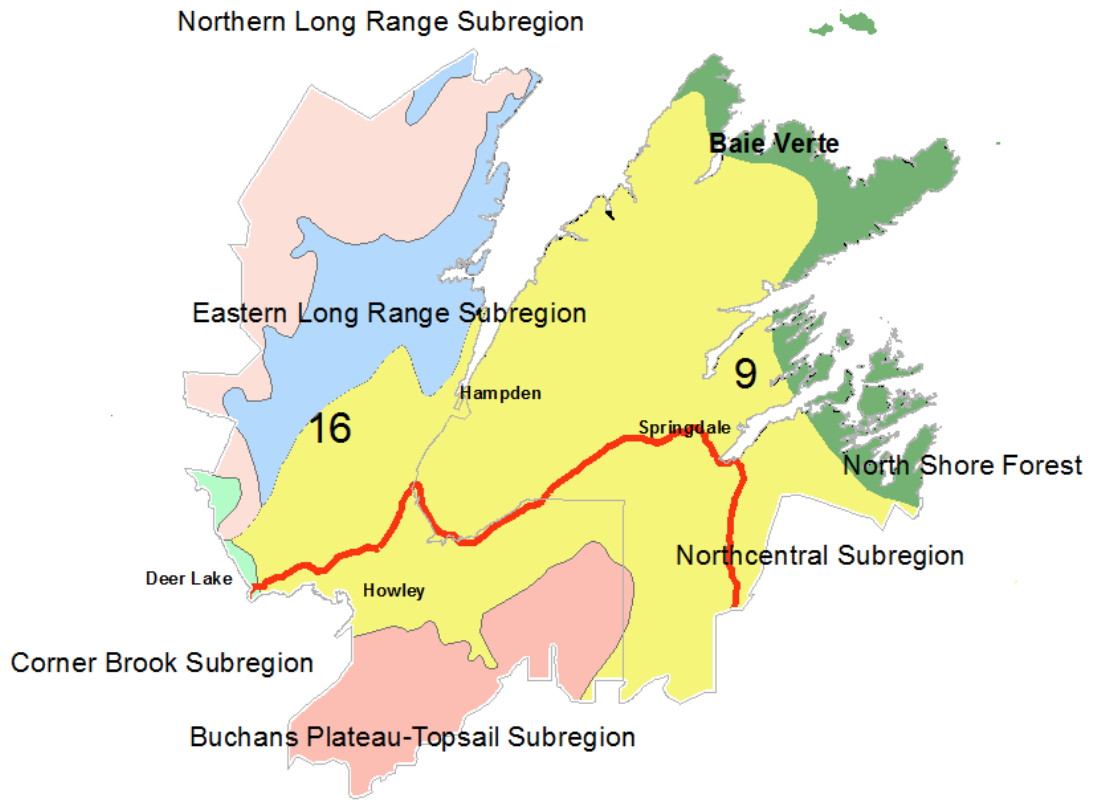 Northern Long Range Subregion
Baie Verte
Eastern Long Range Subregion
9
Hampden
16
Springdale
North Shore Forest
Northcentral Subregion
Deer Lake
Howley
Corner Brook Subregion
Buchans Plateau-Topsail Subregion